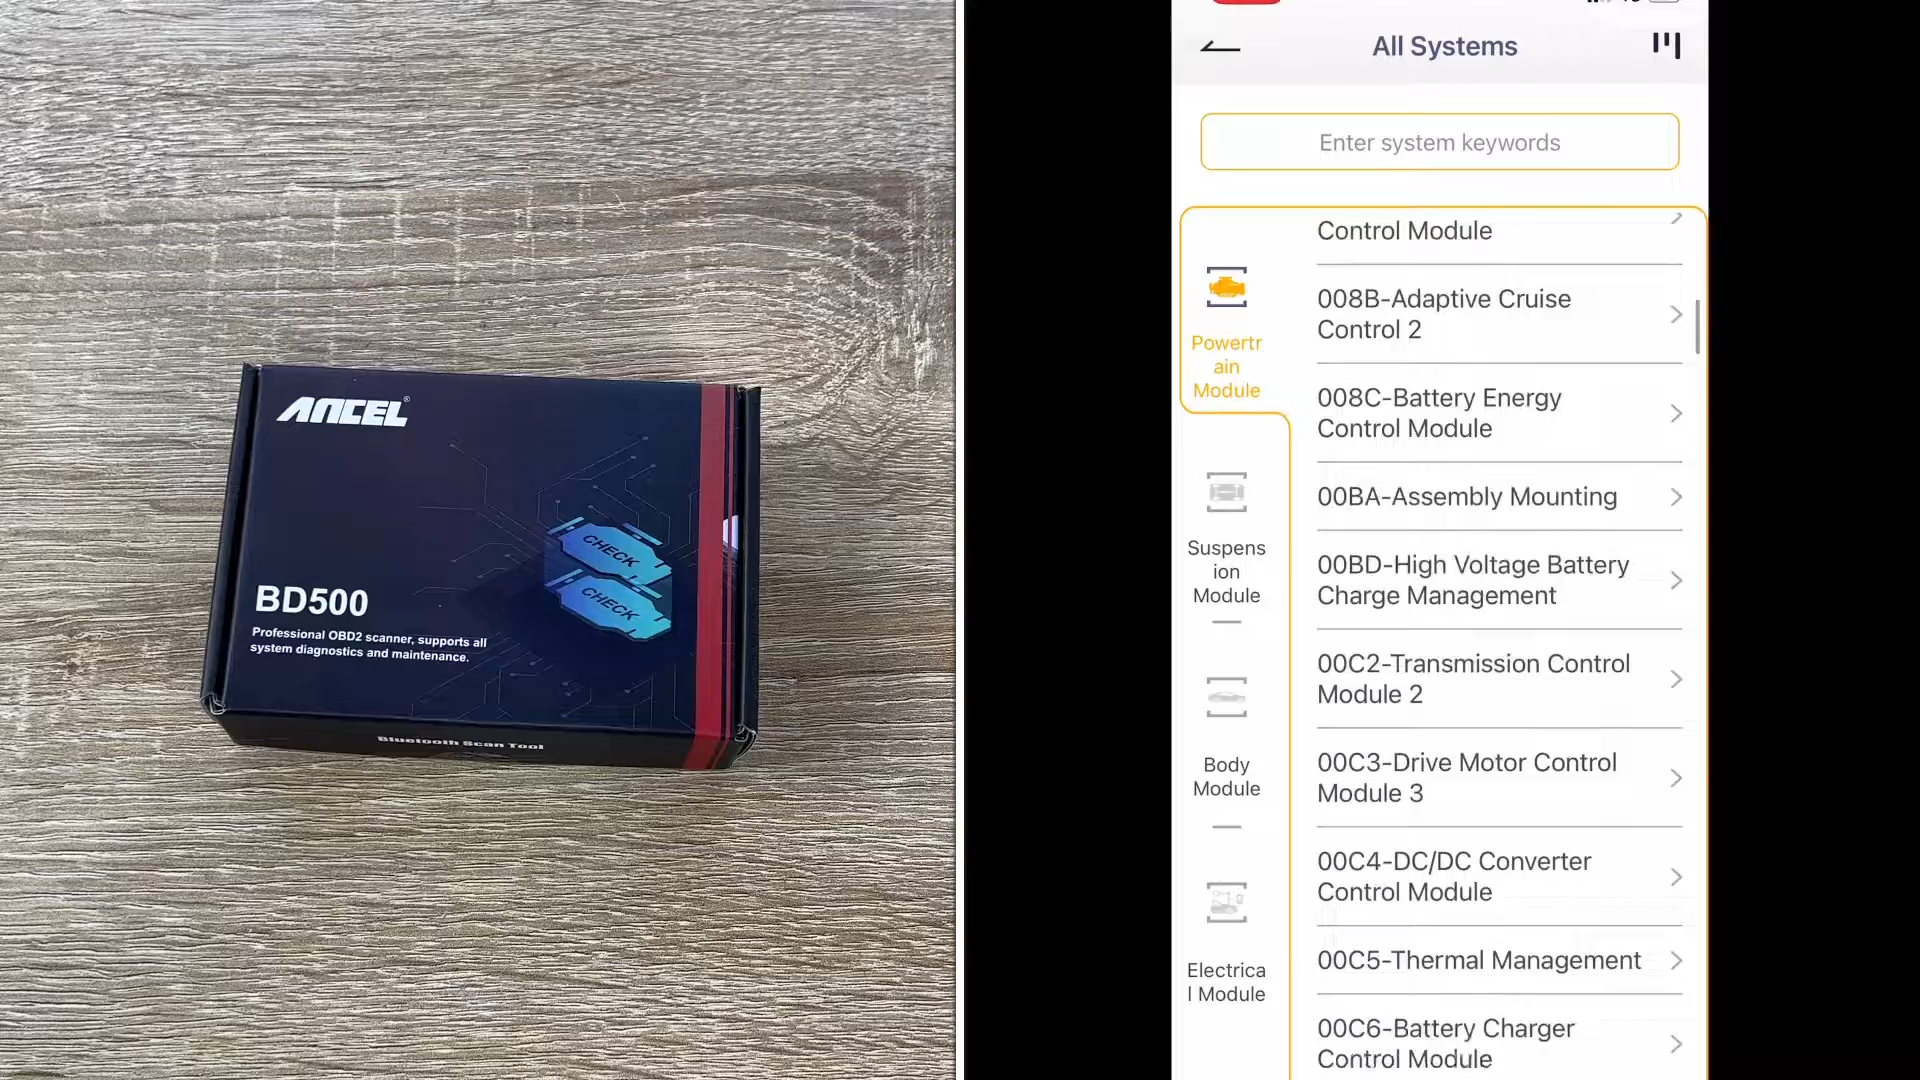 ANCEL®
CHECK
CHECK
BD500
Professional OBD2 scanner, supports all
system diagnostics and maintenance.
Bluetooth Scan Tool
All Systems
Enter system keywords
Powertr
ain
Module
Suspens
ion
Module
Body
Module
Electrica
l Module
Control Module
008B-Adaptive Cruise
Control 2
008C-Battery Energy
Control Module
00BA-Assembly Mounting
00BD-High Voltage Battery
Charge Management
00C2-Transmission Control
Module 2
00C3-Drive Motor Control
Module 3
00C4-DC/DC Converter
Control Module
00C5-Thermal Management
00C6-Battery Charger
Control Module